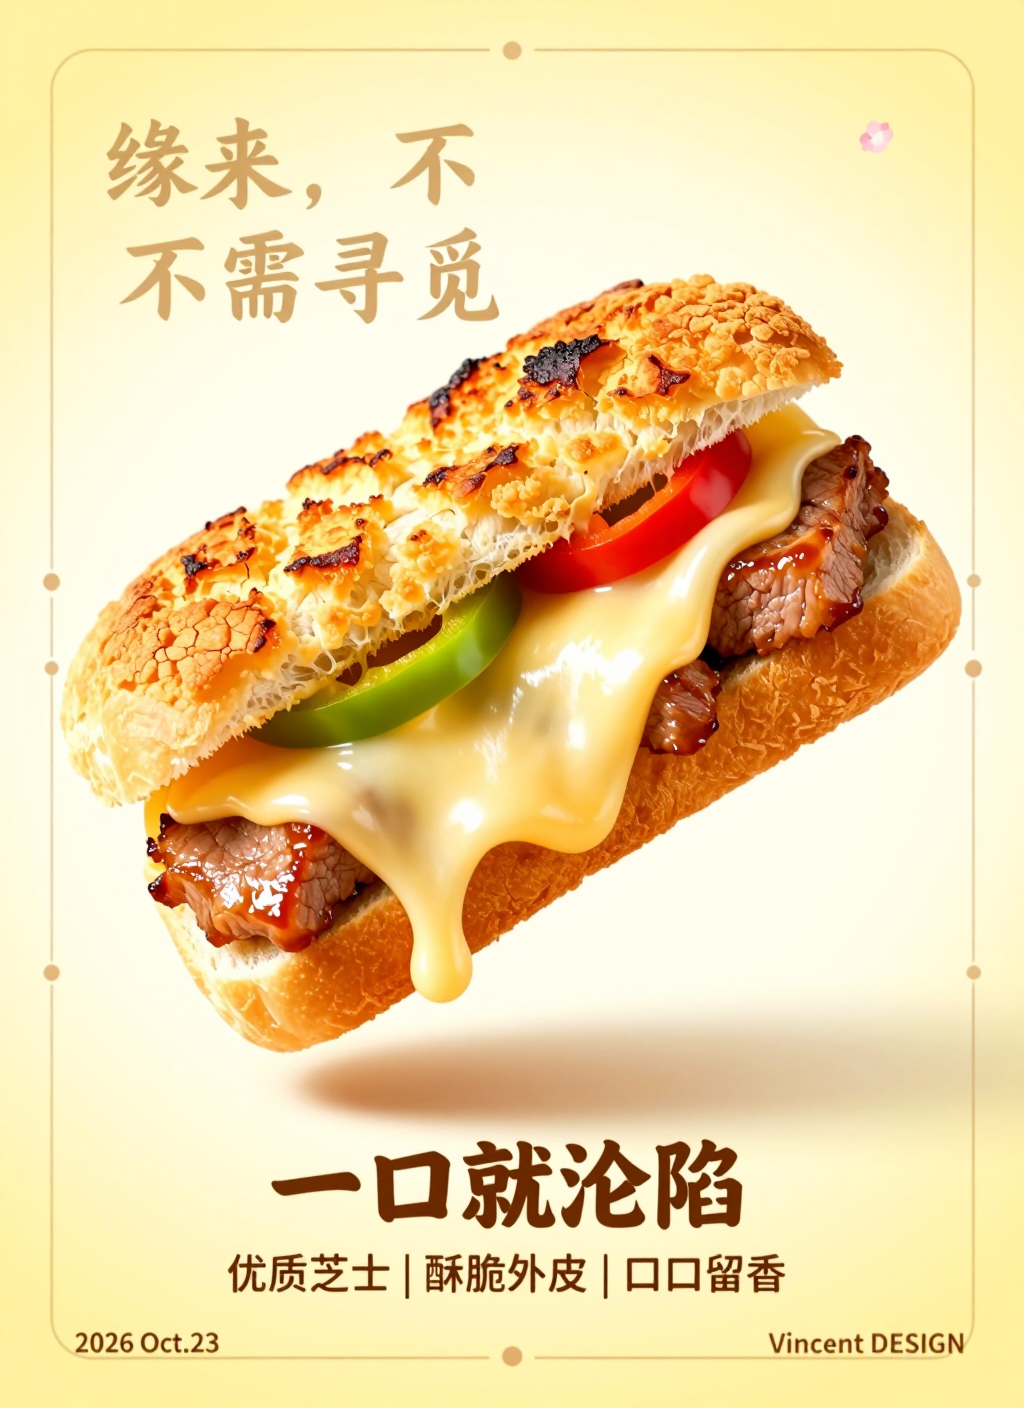 缘来，不
不需寻觅
一口就沦陷
优质芝士 | 酥脆外皮 | 口口留香
2026 Oct.23
Vincent DESIGN